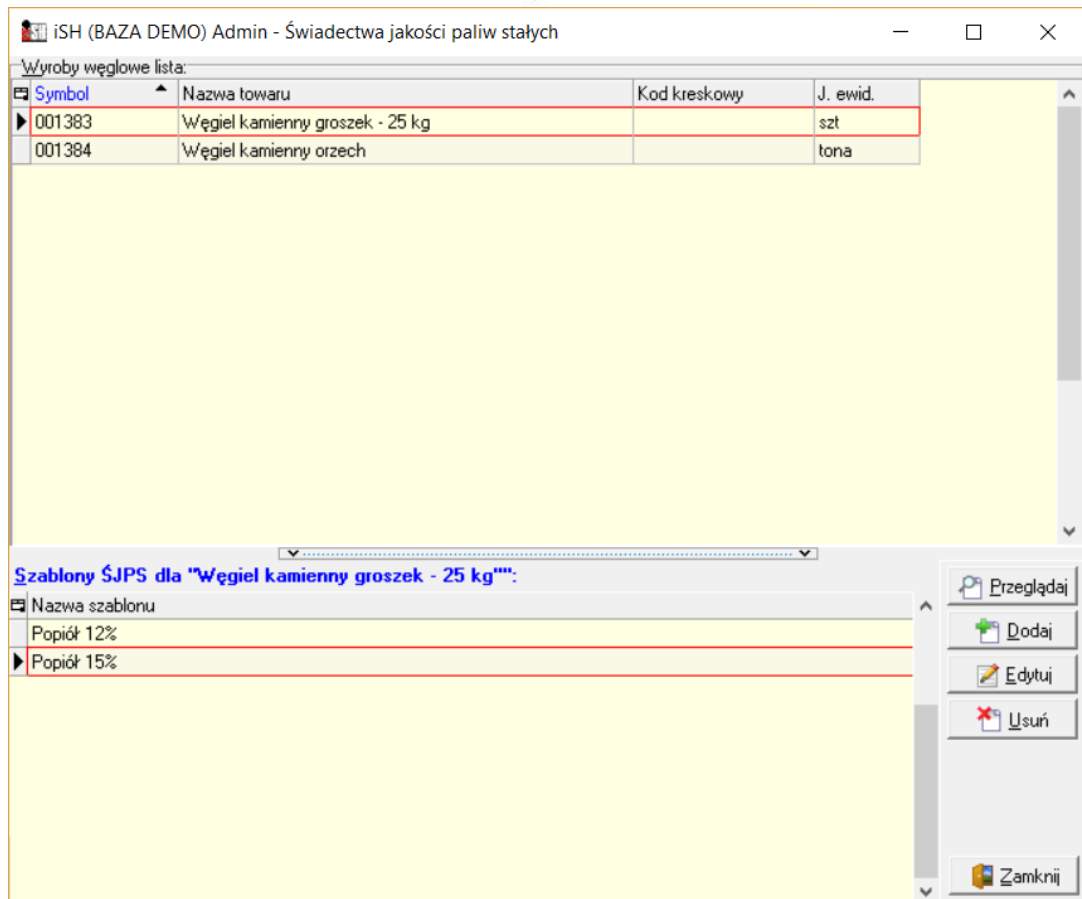 iSH (BAZA DEMO) Admin - Świadectwa jakości paliw stałych
Wyroby węglowe lista:
Symbol Nazwa towaru Kod kreskowy J. ewid.
001383 Węgiel kamienny groszek - 25 kg szt
001384 Węgiel kamienny orzech tona
Szablony ŚJPS dla "Węgiel kamienny groszek - 25 kg"":
Nazwa szablonu
Popiół 12%
Popiół 15%
Przeglądaj
Dodaj
Edytuj
Usuń
Zamknij